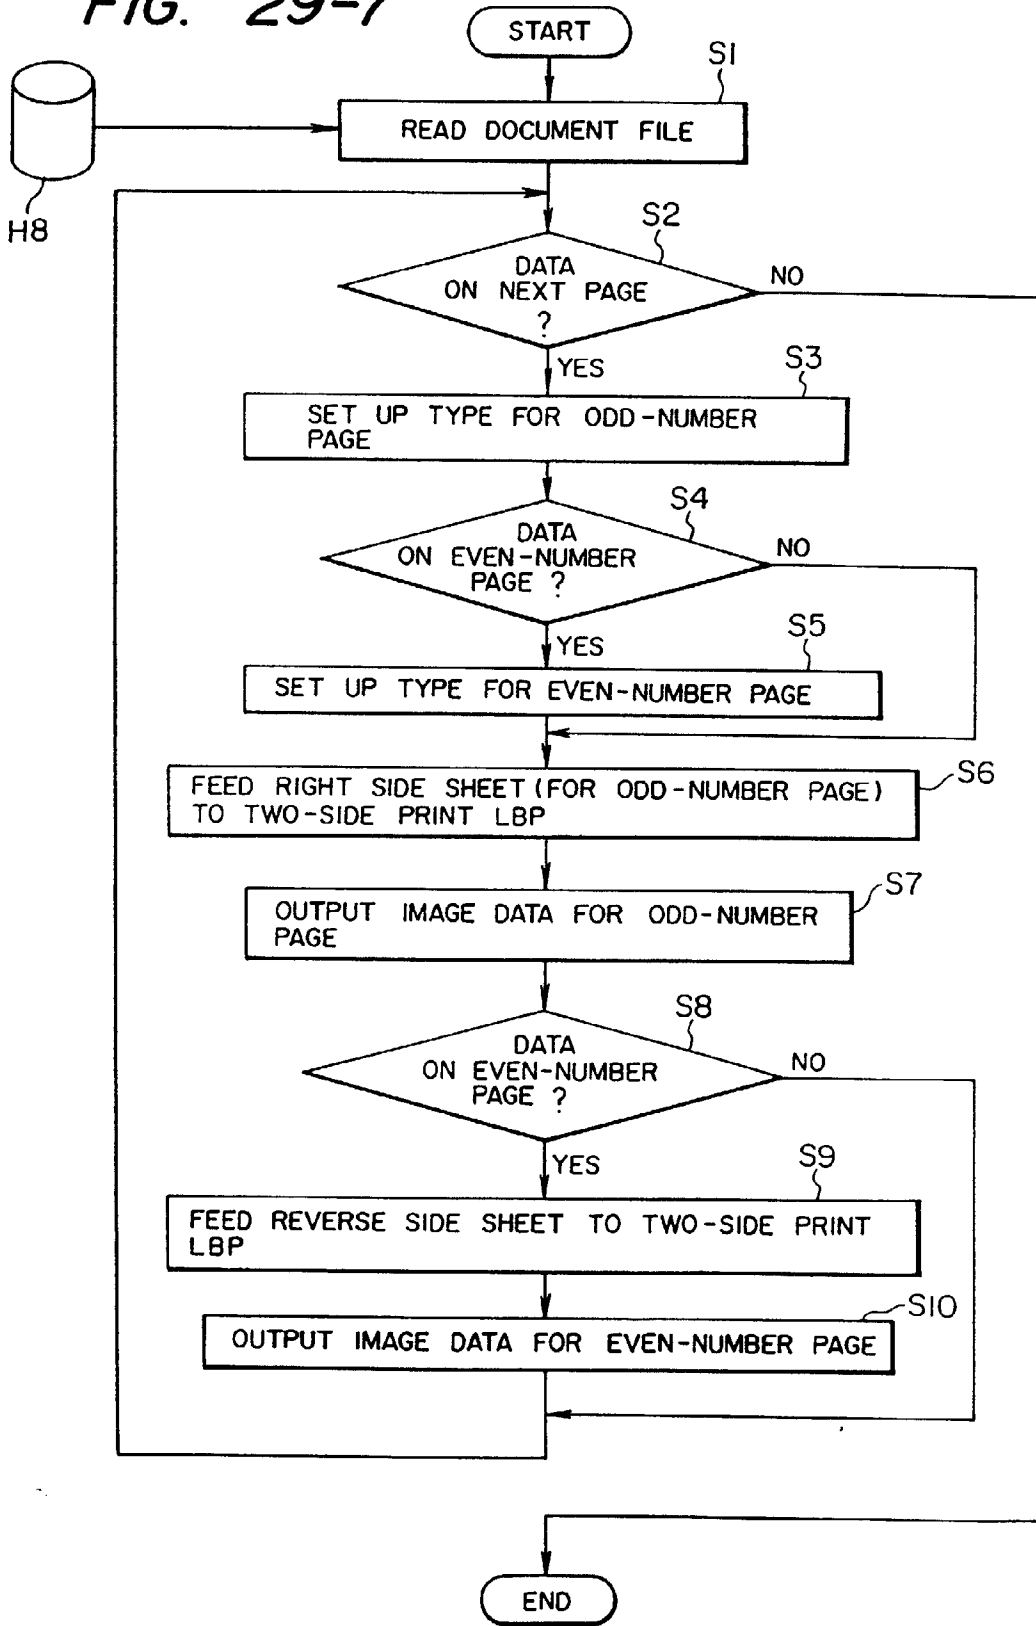 FIG. 29-7
START
S1
READ DOCUMENT FILE
H8
S2
DATA
ON NEXT PAGE
?
NO
YES
S3
SET UP TYPE FOR ODD-NUMBER
PAGE
S4
DATA
ON EVEN-NUMBER
PAGE ?
NO
YES
S5
SET UP TYPE FOR EVEN-NUMBER PAGE
S6
FEED RIGHT SIDE SHEET (FOR ODD-NUMBER PAGE)
TO TWO-SIDE PRINT LBP
S7
OUTPUT IMAGE DATA FOR ODD-NUMBER
PAGE
S8
DATA
ON EVEN-NUMBER
PAGE ?
NO
YES
S9
FEED REVERSE SIDE SHEET TO TWO-SIDE PRINT
LBP
S10
OUTPUT IMAGE DATA FOR EVEN-NUMBER PAGE
END